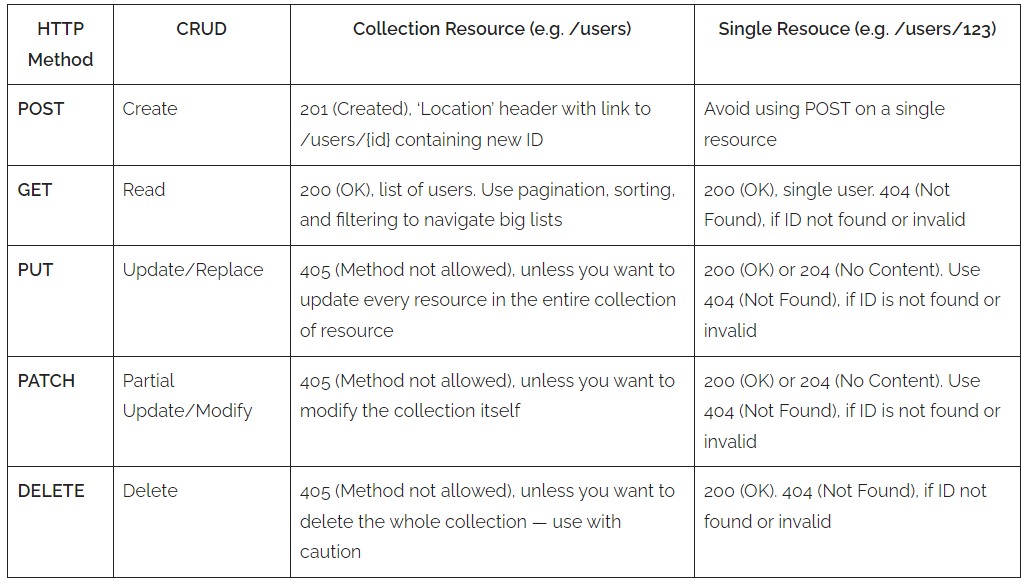 HTTP Method
CRUD
Collection Resource (e.g. /users)
Single Resouce (e.g. /users/123)
POST
Create
201 (Created), ‘Location’ header with link to
/users/{id} containing new ID
Avoid using POST on a single
resource
GET
Read
200 (OK), list of users. Use pagination, sorting,
and filtering to navigate big lists
200 (OK), single user. 404 (Not
Found), if ID not found or invalid
PUT
Update/Replace
405 (Method not allowed), unless you want to
update every resource in the entire collection
of resource
200 (OK) or 204 (No Content). Use
404 (Not Found), if ID is not found or
invalid
PATCH
Partial
Update/Modify
405 (Method not allowed), unless you want to
modify the collection itself
200 (OK) or 204 (No Content). Use
404 (Not Found), if ID is not found or
invalid
DELETE
Delete
405 (Method not allowed), unless you want to
delete the whole collection — use with
caution
200 (OK). 404 (Not Found), if ID not
found or invalid